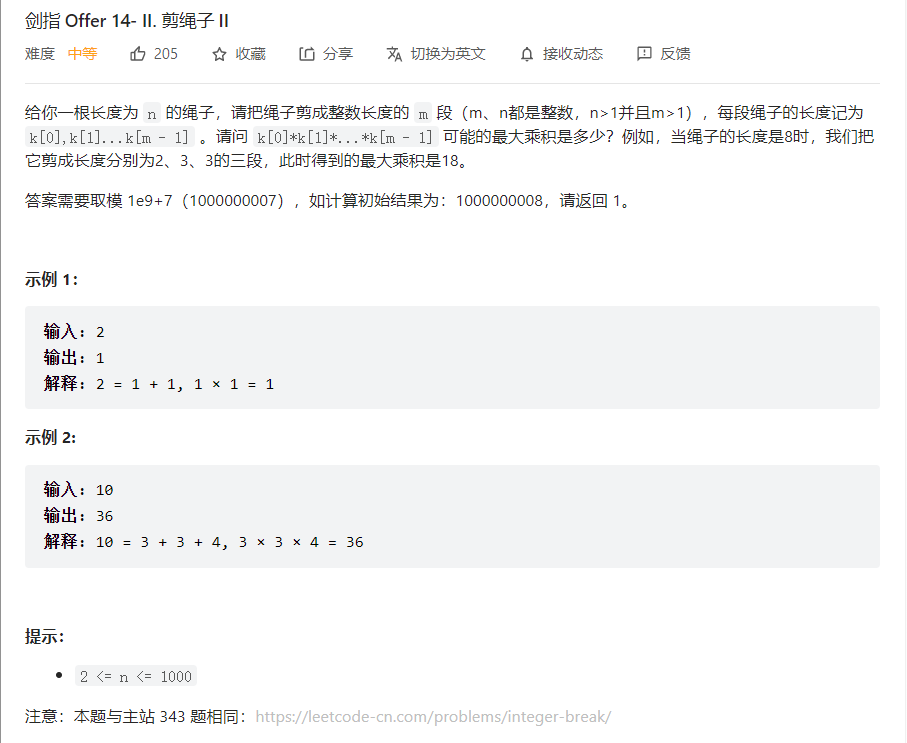 剑指 Offer 14- II. 剪绳子 II
难度 中等 205 收藏 分享 切换为英文 接收动态 反馈
给你一根长度为 n 的绳子，请把绳子剪成整数长度的 m 段（m、n都是整数，n>1并且m>1），每段绳子的长度记为
k[0],k[1]...k[m - 1] 。请问 k[0]*k[1]*...*k[m - 1] 可能的最大乘积是多少？例如，当绳子的长度是8时，我们把
它剪成长度分别为2、3、3的三段，此时得到的最大乘积是18。
答案需要取模 1e9+7（1000000007），如计算初始结果为：1000000008，请返回 1。
示例 1：
输入：2
输出：1
解释：2 = 1 + 1, 1 × 1 = 1
示例 2:
输入：10
输出：36
解释：10 = 3 + 3 + 4, 3 × 3 × 4 = 36
提示：
• 2 <= n <= 1000
注意：本题与主站 343 题相同：https://leetcode-cn.com/problems/integer-break/